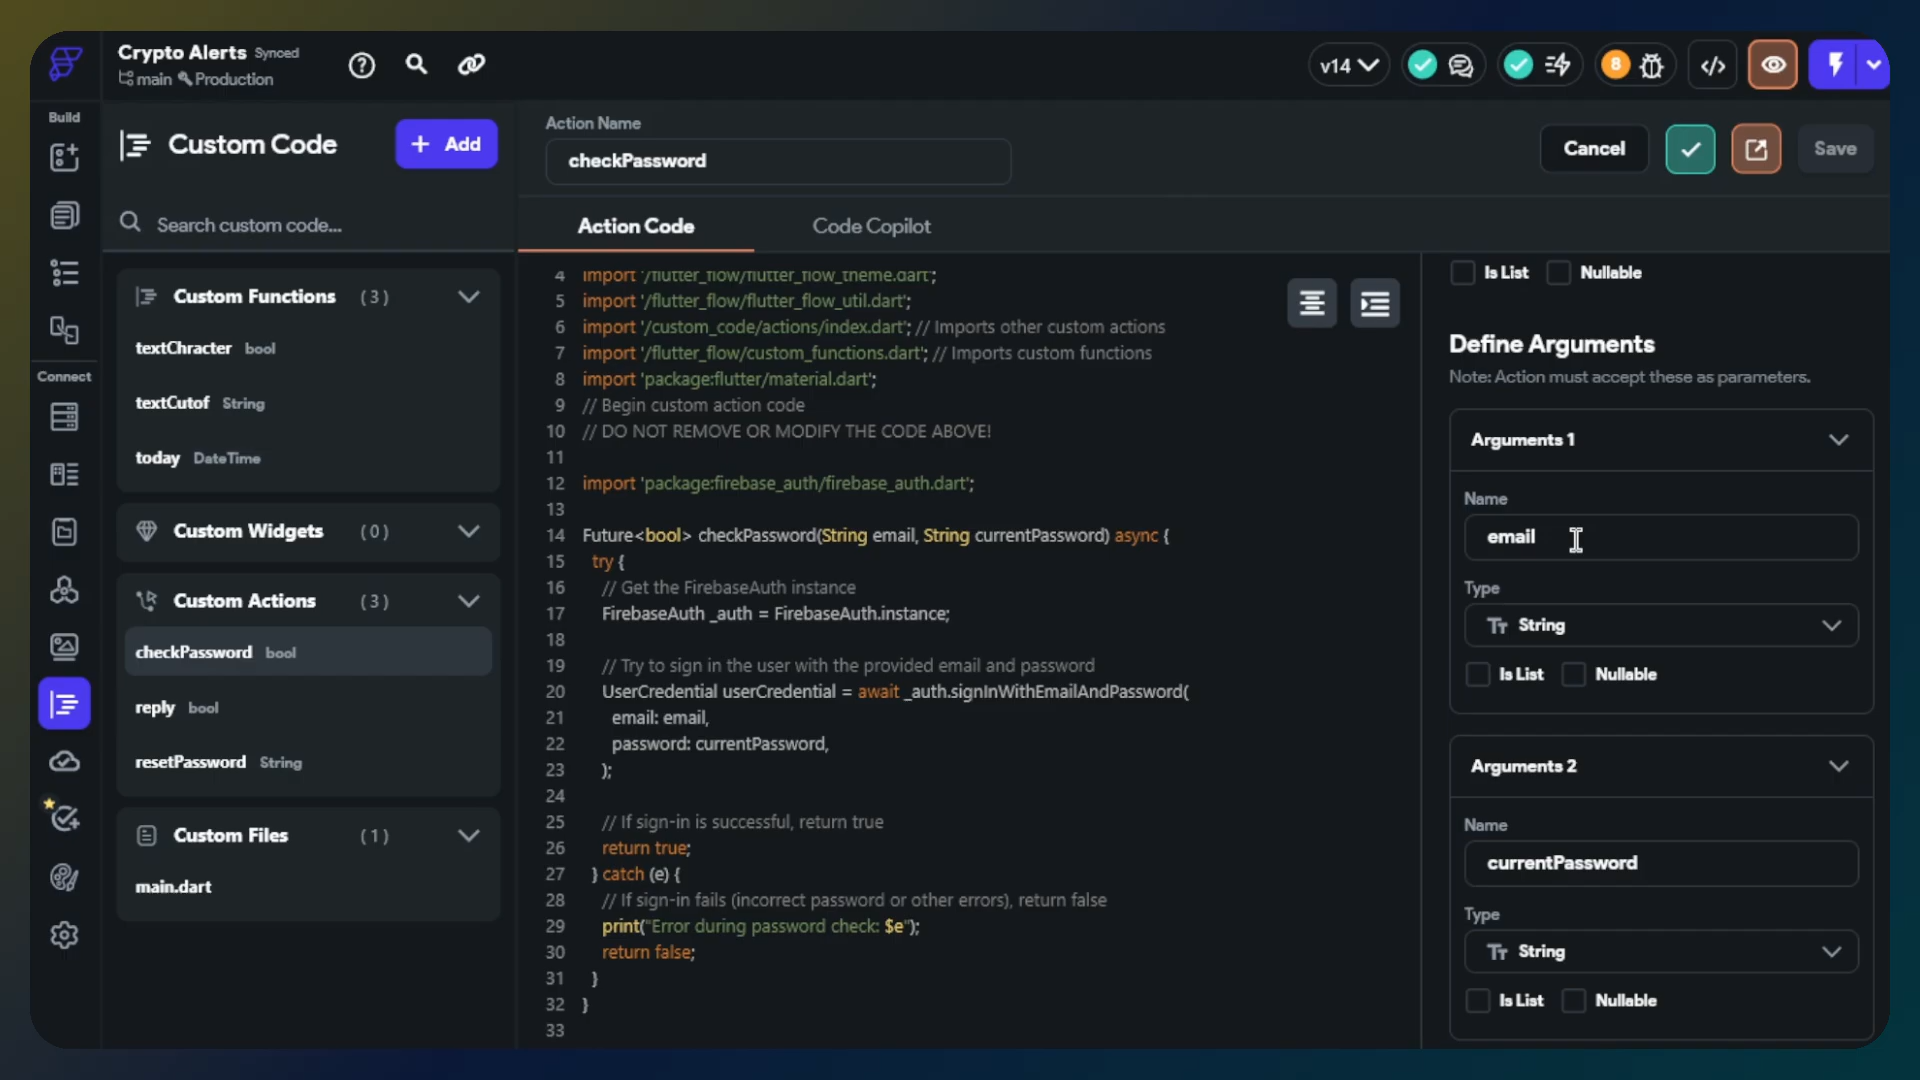 Crypto Alerts Synced
main Production
v14
8
Build
Connect
Custom Code
+ Add
Search custom code...
Custom Functions (3)
textChracter bool
textCutof String
today DateTime
Custom Widgets (0)
Custom Actions (3)
checkPassword bool
reply bool
resetPassword String
Custom Files (1)
main.dart
Action Name
checkPassword
Cancel
Save
Action Code
Code Copilot
4 import '/flutter_flow/flutter_flow_theme.dart';
5 import '/flutter_flow/flutter_flow_util.dart';
6 import '/custom_code/actions/index.dart'; // Imports other custom actions
7 import '/flutter_flow/custom_functions.dart'; // Imports custom functions
8 import 'package:flutter/material.dart';
9 // Begin custom action code
10 // DO NOT REMOVE OR MODIFY THE CODE ABOVE!
11
12 import 'package:firebase_auth/firebase_auth.dart';
13
14 Future<bool> checkPassword(String email, String currentPassword) async {
15 try {
16 // Get the FirebaseAuth instance
17 FirebaseAuth _auth = FirebaseAuth.instance;
18
19 // Try to sign in the user with the provided email and password
20 UserCredential userCredential = await _auth.signInWithEmailAndPassword(
21 email: email,
22 password: currentPassword,
23 );
24
25 // If sign-in is successful, return true
26 return true;
27 } catch (e) {
28 // If sign-in fails (incorrect password or other errors), return false
29 print("Error during password check: $e");
30 return false;
31 }
32 }
33
Is List Nullable
Define Arguments
Note: Action must accept these as parameters.
Arguments 1
Name
email
Type
Tт String
Is List Nullable
Arguments 2
Name
currentPassword
Type
Tт String
Is List Nullable